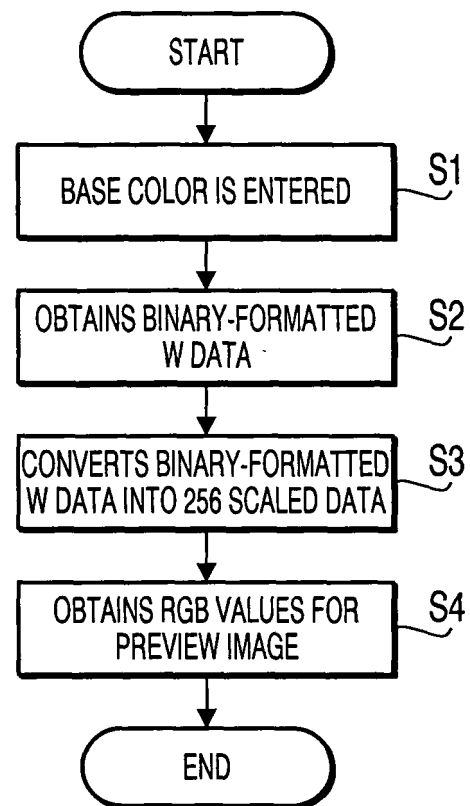 START
BASE COLOR IS ENTERED
S1
OBTAINS BINARY-FORMATTED
W DATA
S2
CONVERTS BINARY-FORMATTED
W DATA INTO 256 SCALED DATA
S3
OBTAINS RGB VALUES FOR
PREVIEW IMAGE
S4
END